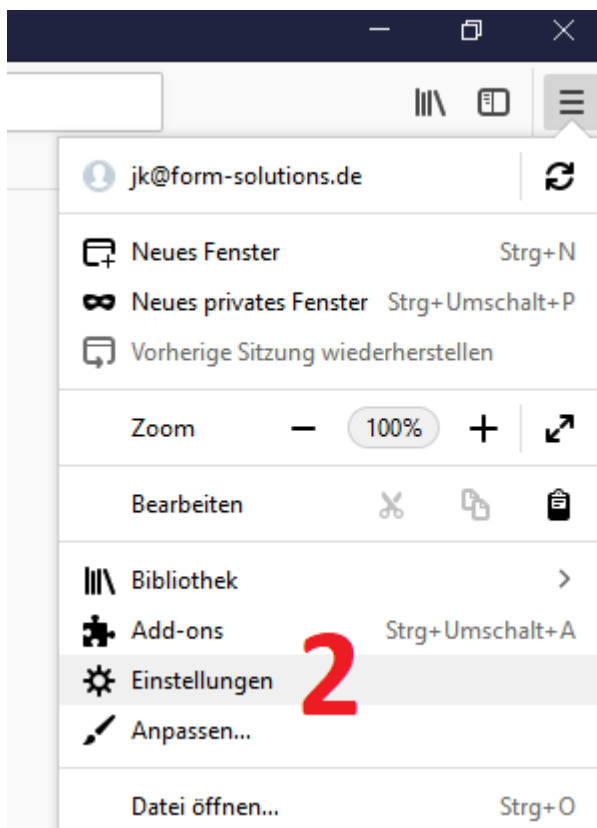 jk@form-solutions.de
Neues Fenster Strg+N
Neues privates Fenster Strg+Umschalt+P
Vorherige Sitzung wiederherstellen
Zoom 100%
Bearbeiten
Bibliothek
Add-ons Strg+Umschalt+A
Einstellungen 2
Anpassen...
Datei öffnen... Strg+O